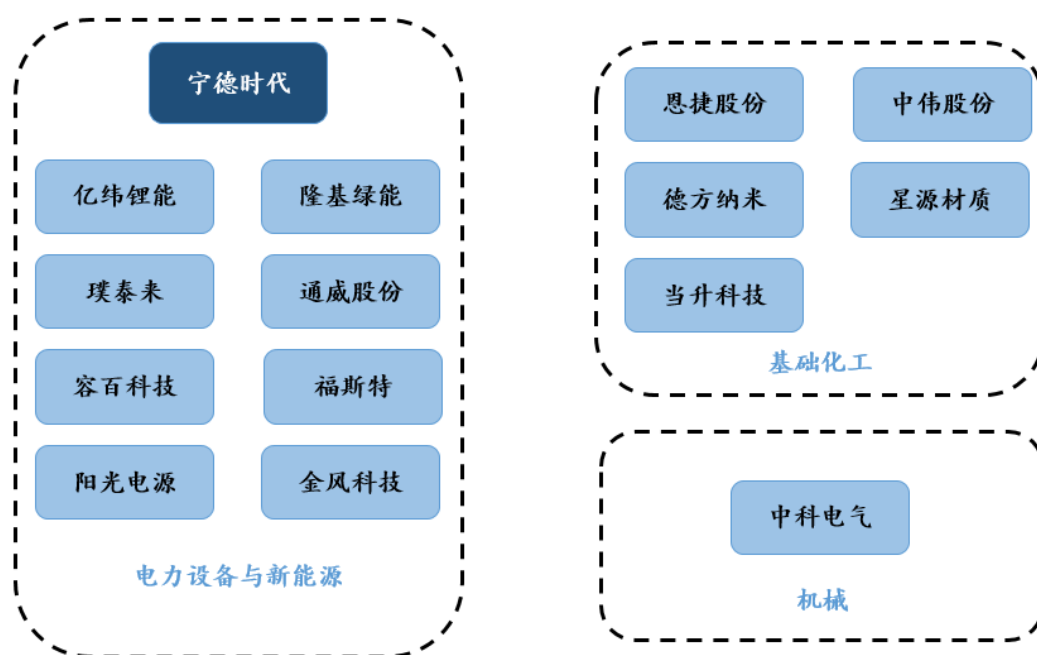 宁德时代
亿纬锂能
隆基绿能
璞泰来
通威股份
容百科技
福斯特
阳光电源
金风科技
电力设备与新能源
恩捷股份
中伟股份
德方纳米
星源材质
当升科技
基础化工
中科电气
机械